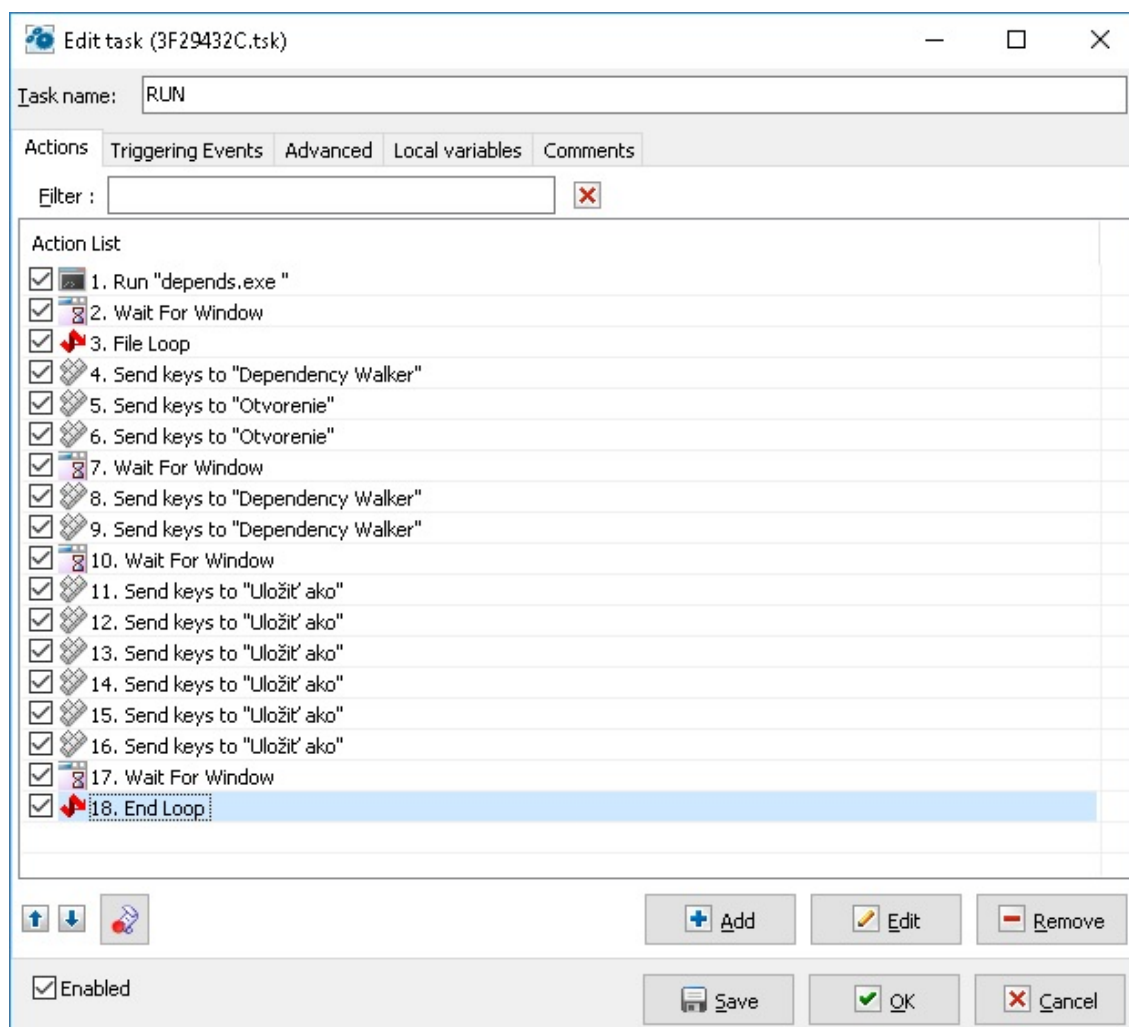 Edit task (3F29432C.tsk)
Task name: RUN
Actions Triggering Events Advanced Local variables Comments
Filter :
Action List
1. Run "depends.exe "
2. Wait For Window
3. File Loop
4. Send keys to "Dependency Walker"
5. Send keys to "Otvorenie"
6. Send keys to "Otvorenie"
7. Wait For Window
8. Send keys to "Dependency Walker"
9. Send keys to "Dependency Walker"
10. Wait For Window
11. Send keys to "Uložiť ako"
12. Send keys to "Uložiť ako"
13. Send keys to "Uložiť ako"
14. Send keys to "Uložiť ako"
15. Send keys to "Uložiť ako"
16. Send keys to "Uložiť ako"
17. Wait For Window
18. End Loop
Add Edit Remove
Enabled Save OK Cancel